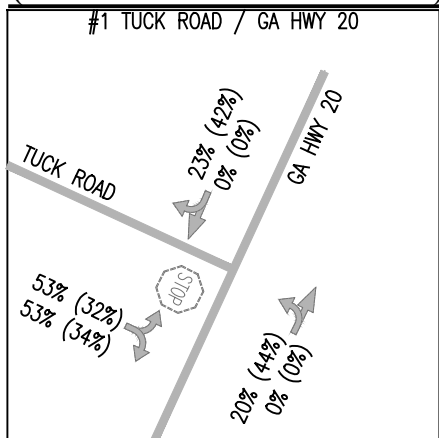 #1 TUCK ROAD / GA HWY 20
23% (42%)
0% (0%)
GA HWY 20
TUCK ROAD
STOP
53% (32%)
53% (34%)
20% (44%)
0% (0%)